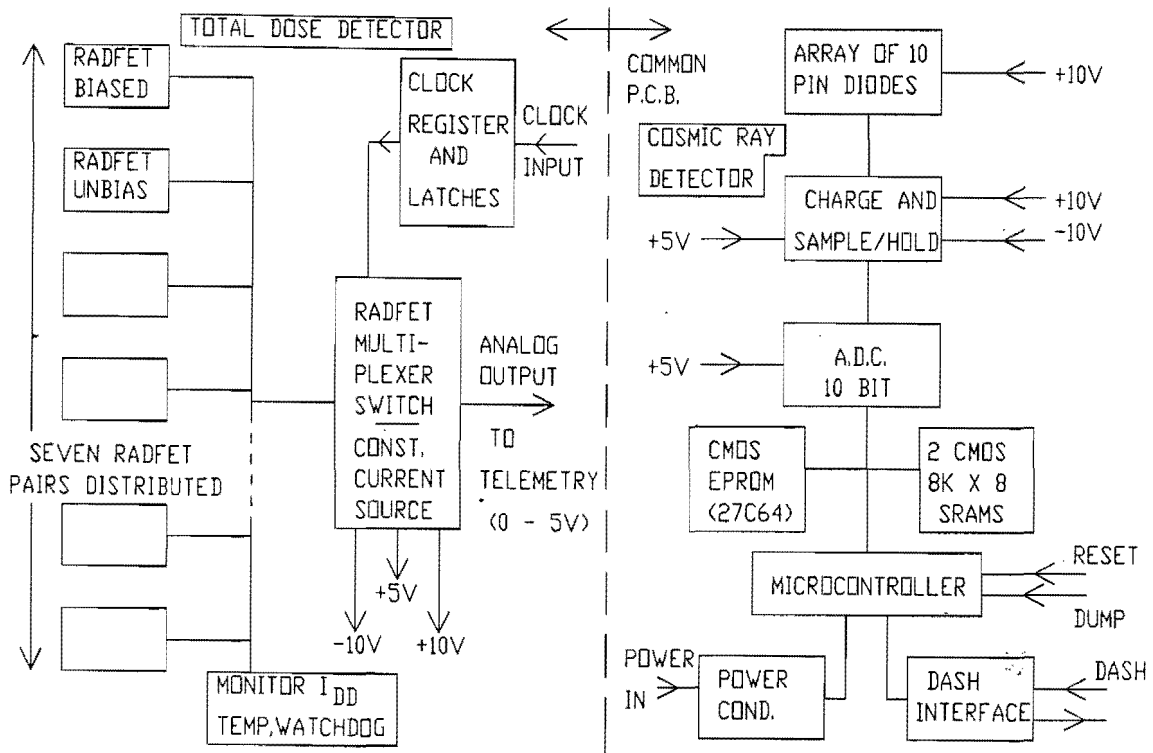 TOTAL DOSE DETECTOR
RADFET
BIASED
RADFET
UNBIAS
SEVEN RADFET
PAIRS DISTRIBUTED
MONITOR I DD
TEMP,WATCHDOG
CLOCK
REGISTER
AND
LATCHES
CLOCK
INPUT
RADFET
MULTI-
PLEXER
SWITCH
CONST.
CURRENT
SOURCE
ANALOG
OUTPUT
TO
TELEMETRY
(0 - 5V)
-10V
+5V
+10V
COMMON
P.C.B.
COSMIC RAY
DETECTOR
ARRAY OF 10
PIN DIODES
+10V
CHARGE AND
SAMPLE/HOLD
+5V
+10V
-10V
A.D.C.
10 BIT
+5V
CMOS
EPROM
(27C64)
2 CMOS
8K X 8
SRAMS
MICROCONTROLLER
RESET
DUMP
POWER
IN
POWER
COND.
DASH
INTERFACE
DASH